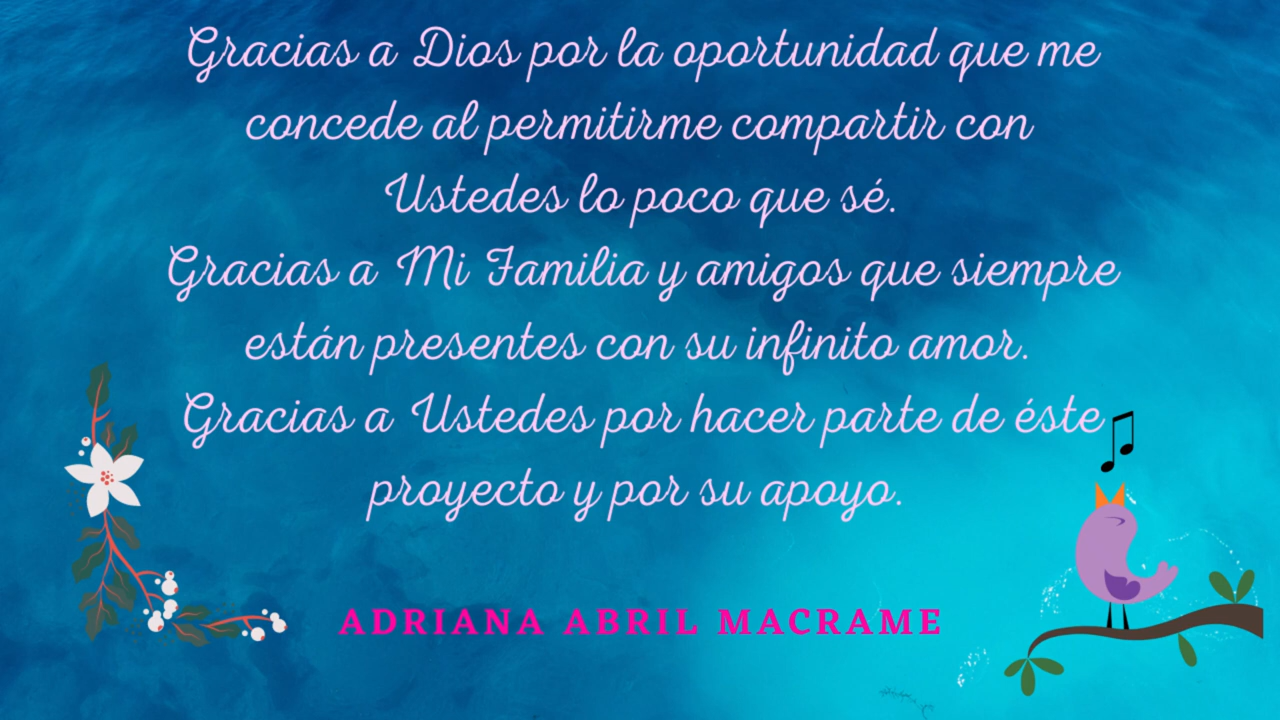 Gracias a Dios por la oportunidad que me
concede al permitirme compartir con
Ustedes lo poco que sé.
Gracias a Mi Familia y amigos que siempre
están presentes con su infinito amor.
Gracias a Ustedes por hacer parte de éste
proyecto y por su apoyo.
ADRIANA ABRIL MACRAME